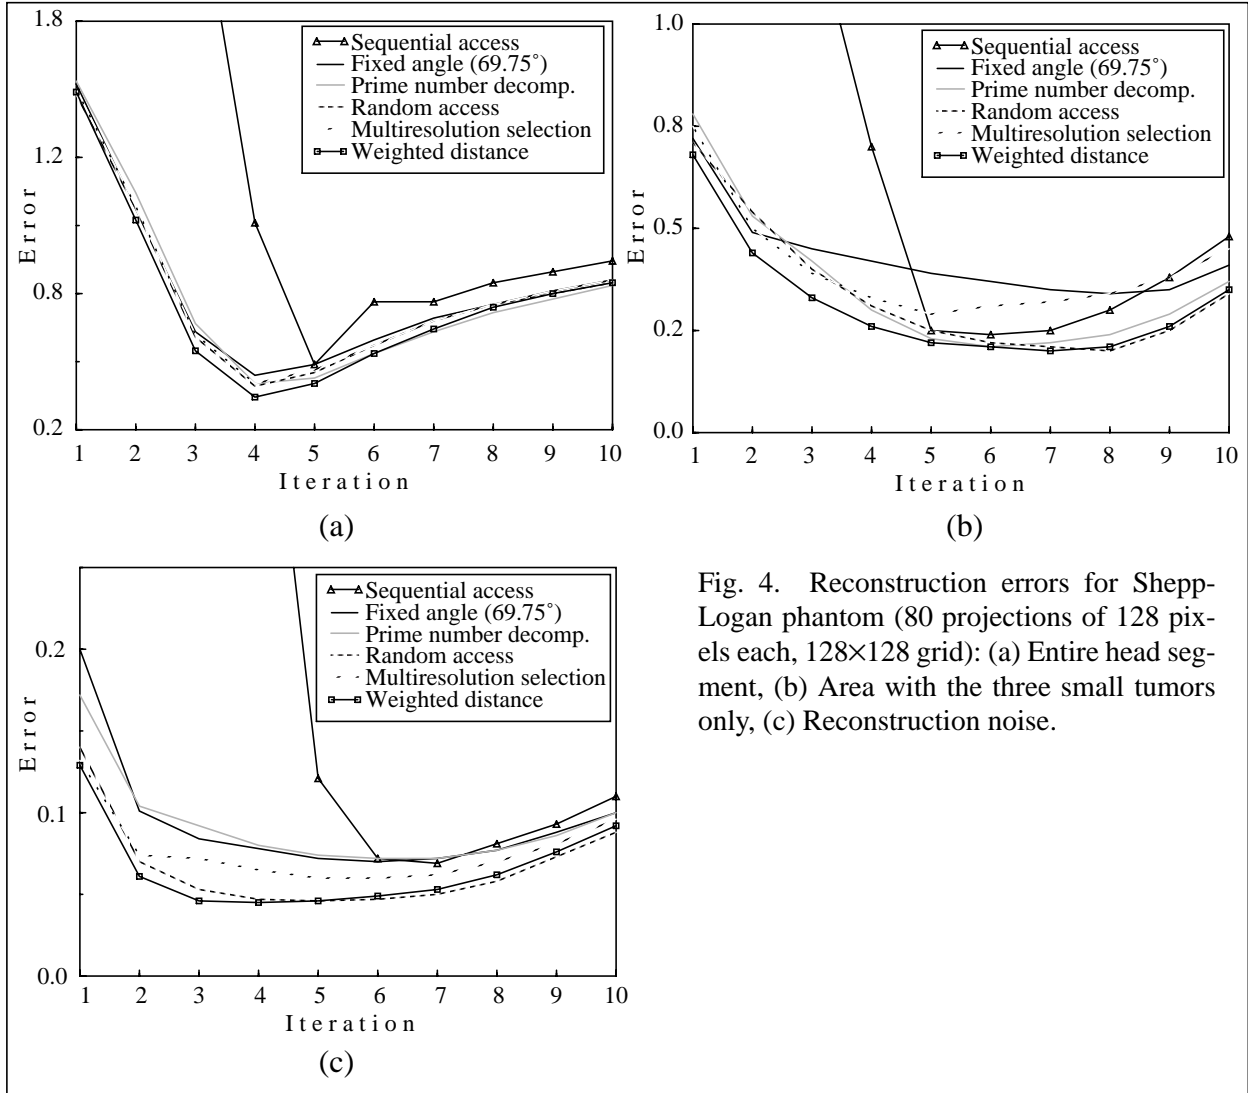 1.8
1.2
0.8
0.2
Error
Sequential access
Fixed angle (69.75°)
Prime number decomp.
Random access
Multiresolution selection
Weighted distance
1 2 3 4 5 6 7 8 9 10
Iteration
(a)
1.0
0.8
0.5
0.2
0.0
Error
Sequential access
Fixed angle (69.75°)
Prime number decomp.
Random access
Multiresolution selection
Weighted distance
1 2 3 4 5 6 7 8 9 10
Iteration
(b)
0.2
0.1
0.0
Error
Sequential access
Fixed angle (69.75°)
Prime number decomp.
Random access
Multiresolution selection
Weighted distance
1 2 3 4 5 6 7 8 9 10
Iteration
(c)
Fig. 4. Reconstruction errors for Shepp-
Logan phantom (80 projections of 128 pix-
els each, 128×128 grid): (a) Entire head seg-
ment, (b) Area with the three small tumors
only, (c) Reconstruction noise.